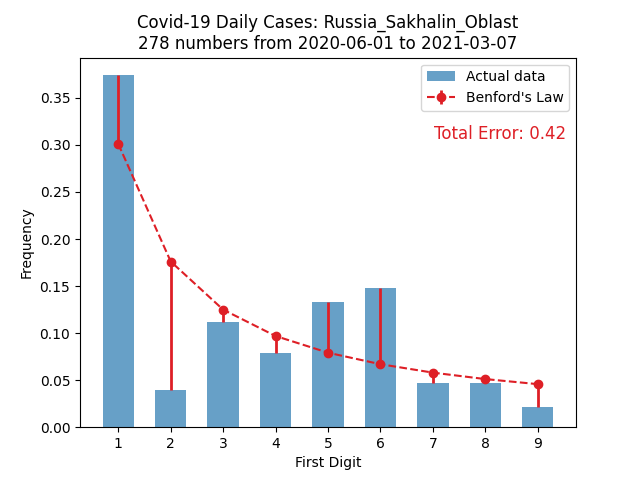 Covid-19 Daily Cases: Russia_Sakhalin_Oblast
278 numbers from 2020-06-01 to 2021-03-07
Actual data
Benford's Law
Total Error: 0.42
Frequency
0.35
0.30
0.25
0.20
0.15
0.10
0.05
0.00
1 2 3 4 5 6 7 8 9
First Digit